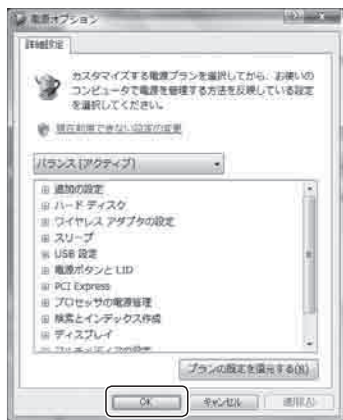 電源オプション
詳細設定
カスタマイズする電源プランを選択してから、お使いの
コンピュータで電源を管理する方法を反映している設定
を選択してください。
現在利用できない設定の変更
バランス [アクティブ]
追加の設定
ハード ディスク
ワイヤレス アダプタの設定
スリープ
USB 設定
電源ボタンと LID
PCI Express
プロセッサの電源管理
検索とインデックス作成
ディスプレイ
プランの既定を復元する(R)
OK
キャンセル
適用(A)